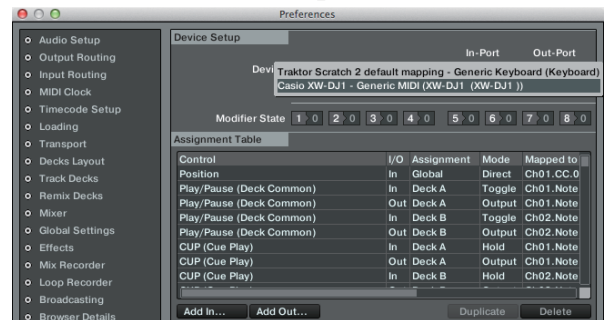 Preferences
Audio Setup
Output Routing
Input Routing
MIDI Clock
Timecode Setup
Loading
Transport
Decks Layout
Track Decks
Remix Decks
Mixer
Global Settings
Effects
Mix Recorder
Loop Recorder
Broadcasting
Browser Details
Device Setup
In-Port Out-Port
Traktor Scratch 2 default mapping - Generic Keyboard (Keyboard)
Casio XW-DJ1 - Generic MIDI (XW-DJ1 (XW-DJ1 ))
Modifier State 1 0 2 0 3 0 4 0 5 0 6 0 7 0 8 0
Assignment Table
Control I/O Assignment Mode Mapped to
Position In Global Direct Ch01.CC.0
Play/Pause (Deck Common) In Deck A Toggle Ch01.Note
Play/Pause (Deck Common) Out Deck A Output Ch01.Note
Play/Pause (Deck Common) In Deck B Toggle Ch02.Note
Play/Pause (Deck Common) Out Deck B Output Ch02.Note
CUP (Cue Play) In Deck A Hold Ch01.Note
CUP (Cue Play) Out Deck A Output Ch01.Note
CUP (Cue Play) In Deck B Hold Ch02.Note
Add In... Add Out... Duplicate Delete